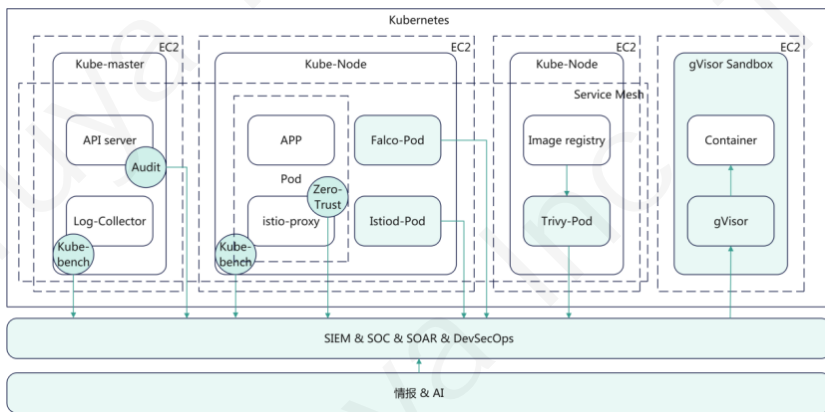 Kubernetes
EC2
Kube-master
API server
Audit
Log-Collector
Kube-
bench
EC2
Kube-Node
APP
Pod
Zero-
Trust
istio-proxy
Kube-
bench
Falco-Pod
Istiod-Pod
EC2
Kube-Node
Service Mesh
Image registry
Trivy-Pod
EC2
gVisor Sandbox
Container
gVisor
SIEM & SOC & SOAR & DevSecOps
情报 & AI